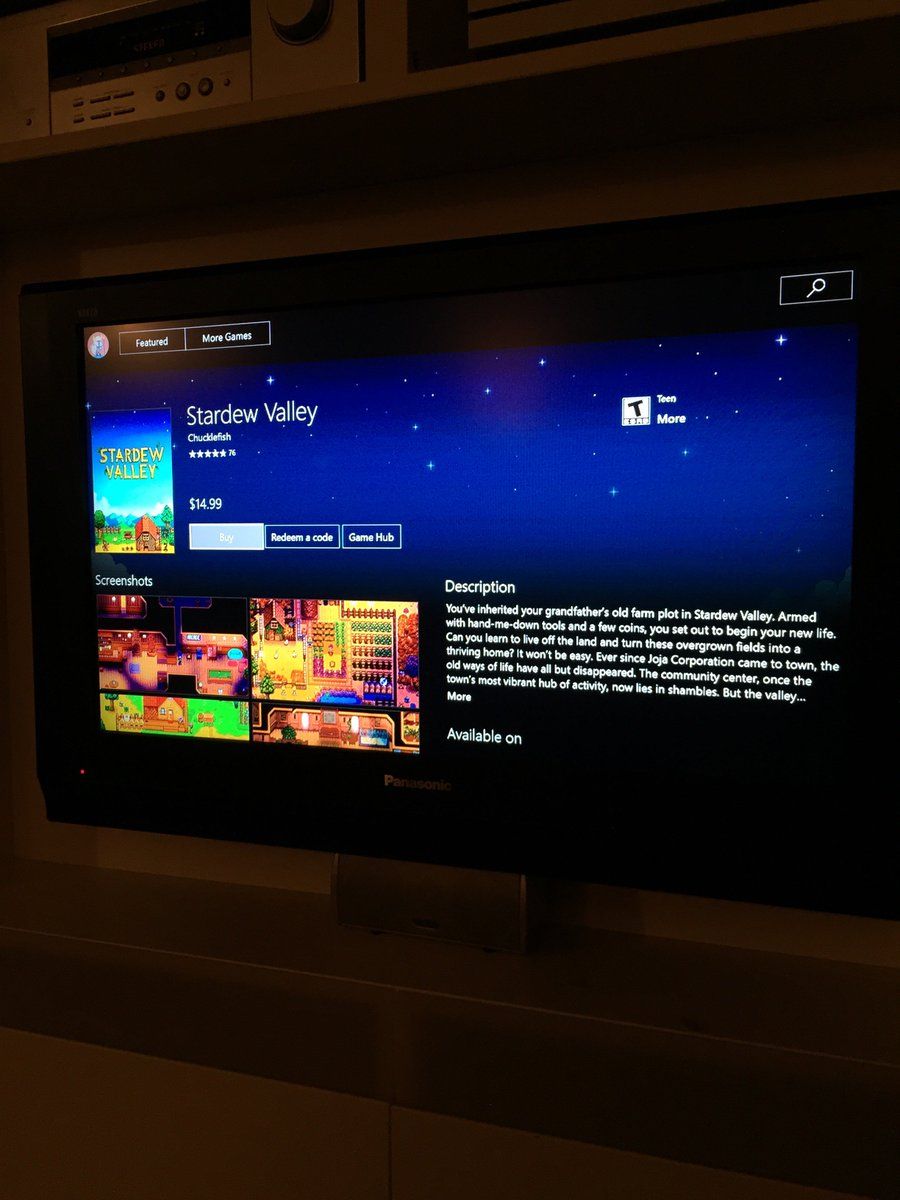 STEREO
VIERA
Featured
More Games
Stardew Valley
Chucklefish
76
$14.99
Buy
Redeem a code
Game Hub
T
ESRB
Teen
More
STARDEW
VALLEY
Screenshots
Description
You've inherited your grandfather's old farm plot in Stardew Valley. Armed
with hand-me-down tools and a few coins, you set out to begin your new life.
Can you learn to live off the land and turn these overgrown fields into a
thriving home? It won't be easy. Ever since Joja Corporation came to town, the
old ways of life have all but disappeared. The community center, once the
town's most vibrant hub of activity, now lies in shambles. But the valley...
More
Available on
Panasonic